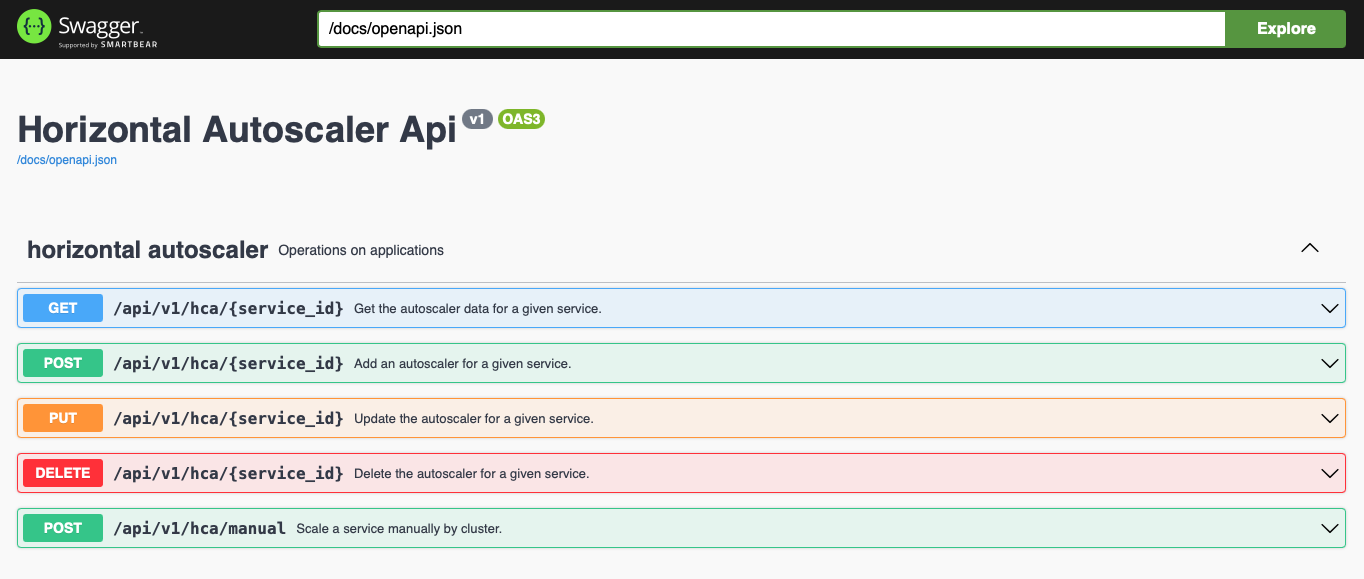 Swagger™
Supported by SMARTBEAR
/docs/openapi.json
Explore
Horizontal Autoscaler Api v1 OAS3
/docs/openapi.json
horizontal autoscaler Operations on applications
GET /api/v1/hca/{service_id} Get the autoscaler data for a given service.
POST /api/v1/hca/{service_id} Add an autoscaler for a given service.
PUT /api/v1/hca/{service_id} Update the autoscaler for a given service.
DELETE /api/v1/hca/{service_id} Delete the autoscaler for a given service.
POST /api/v1/hca/manual Scale a service manually by cluster.